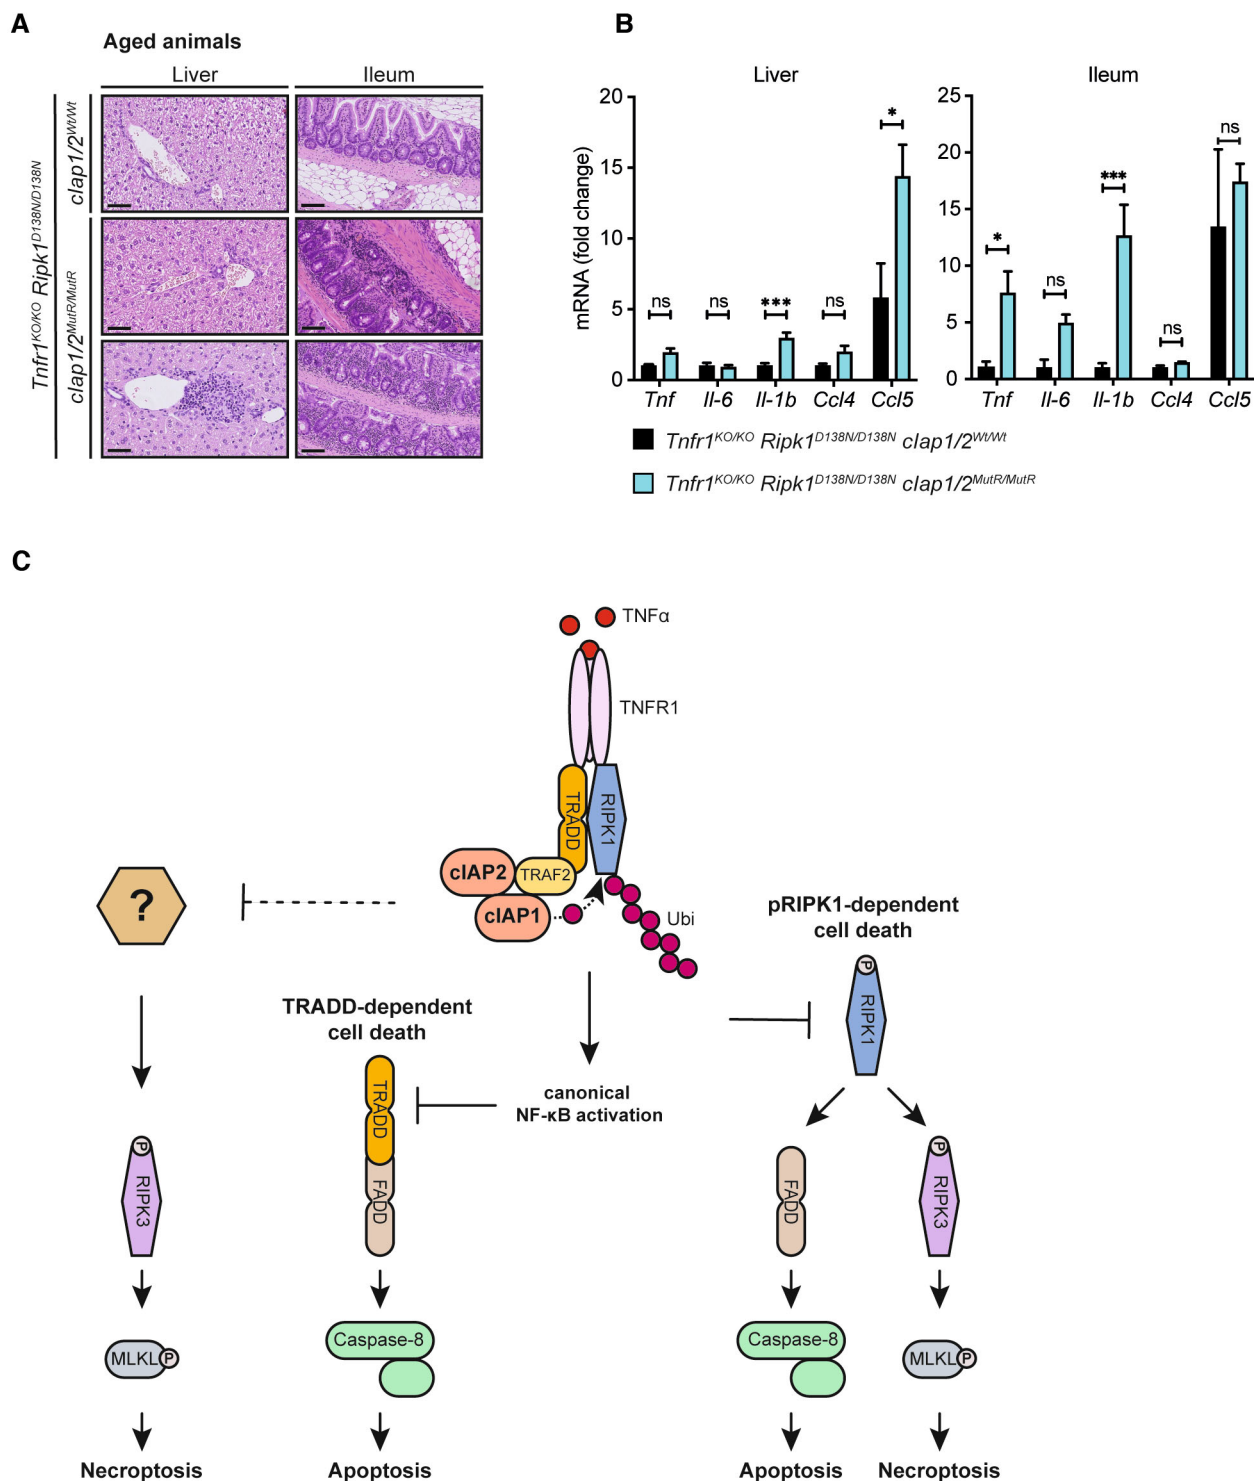 A
Aged animals
Liver
Ileum
Tnfr1KO/KO Ripk1D138N/D138N
cIap1/2Wt/Wt
cIap1/2MutR/MutR
B
Liver
Ileum
mRNA (fold change)
20
15
10
5
0
ns
ns
***
ns
*
Tnf
Il-6
Il-1b
Ccl4
Ccl5
25
20
15
10
5
0
*
ns
***
ns
ns
Tnf
Il-6
Il-1b
Ccl4
Ccl5
Tnfr1KO/KO Ripk1D138N/D138N cIap1/2Wt/Wt
Tnfr1KO/KO Ripk1D138N/D138N cIap1/2MutR/MutR
C
TNFα
TNFR1
TRADD
RIPK1
cIAP2
TRAF2
cIAP1
Ubi
?
pRIPK1-dependent
cell death
P
RIPK1
TRADD-dependent
cell death
TRADD
FADD
canonical
NF-κB activation
P
RIPK3
FADD
P
RIPK3
MLKL
P
Caspase-8
Caspase-8
MLKL
P
Necroptosis
Apoptosis
Apoptosis
Necroptosis